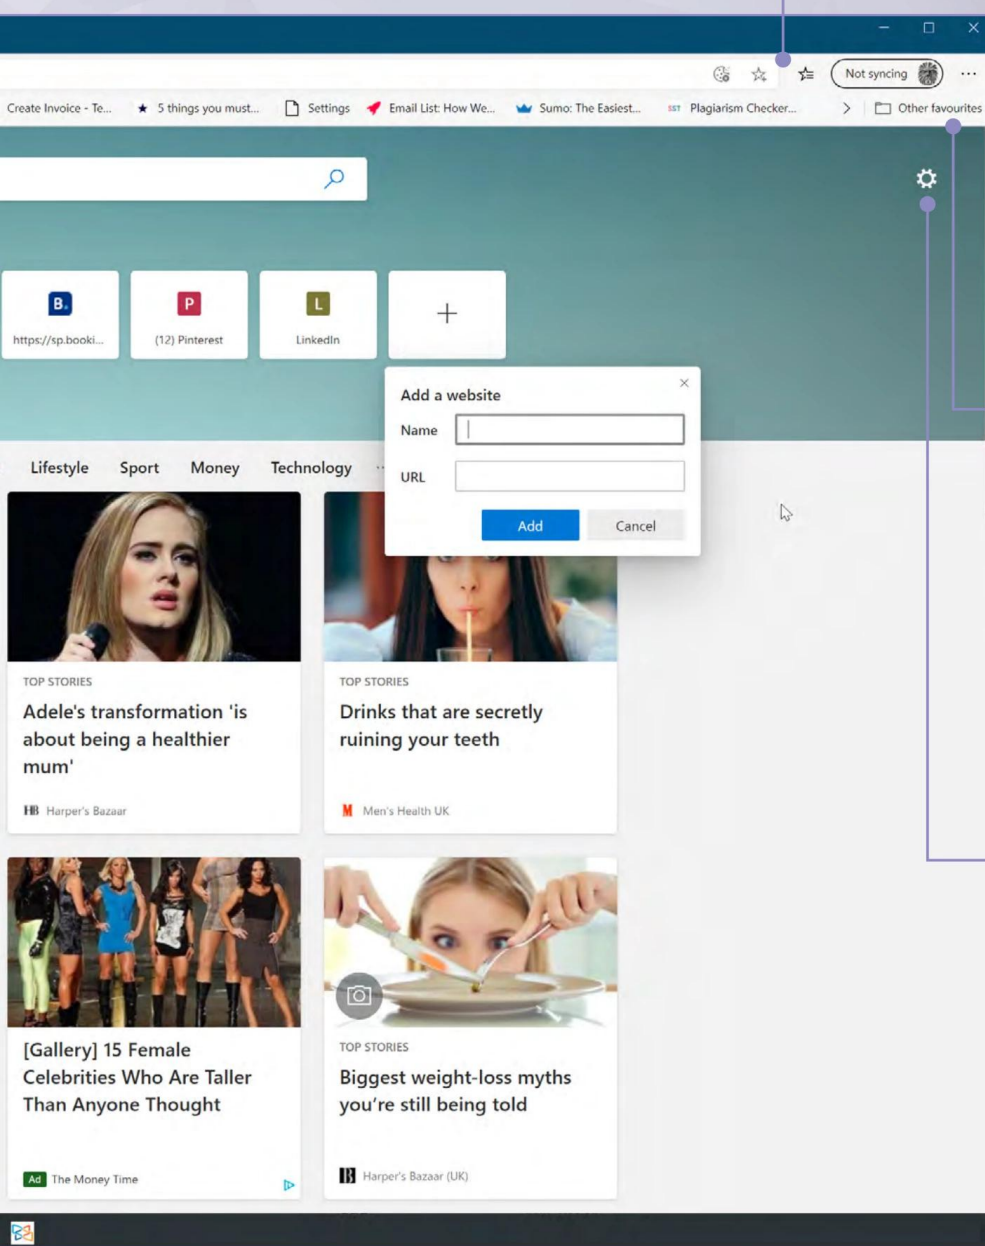 Not syncing
Create Invoice - Te...
5 things you must...
Settings
Email List: How We...
Sumo: The Easiest...
SST Plagiarism Checker...
Other favourites
B.
https://sp.booki...
P
(12) Pinterest
L
LinkedIn
Add a website
Name
URL
Add
Cancel
Lifestyle
Sport
Money
Technology
TOP STORIES
Adele's transformation 'is
about being a healthier
mum'
HB Harper's Bazaar
TOP STORIES
Drinks that are secretly
ruining your teeth
M Men's Health UK
[Gallery] 15 Female
Celebrities Who Are Taller
Than Anyone Thought
Ad The Money Time
TOP STORIES
Biggest weight-loss myths
you're still being told
B Harper's Bazaar (UK)